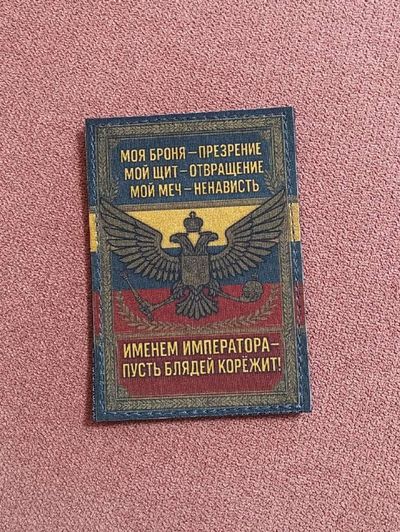 МОЯ БРОНЯ – ПРЕЗРЕНИЕ
МОЙ ЩИТ – ОТВРАЩЕНИЕ
МОЙ МЕЧ – НЕНАВИСТЬ
ИМЕНЕМ ИМПЕРАТОРА –
ПУСТЬ БЛЯДЕЙ КОРЁЖИТ!